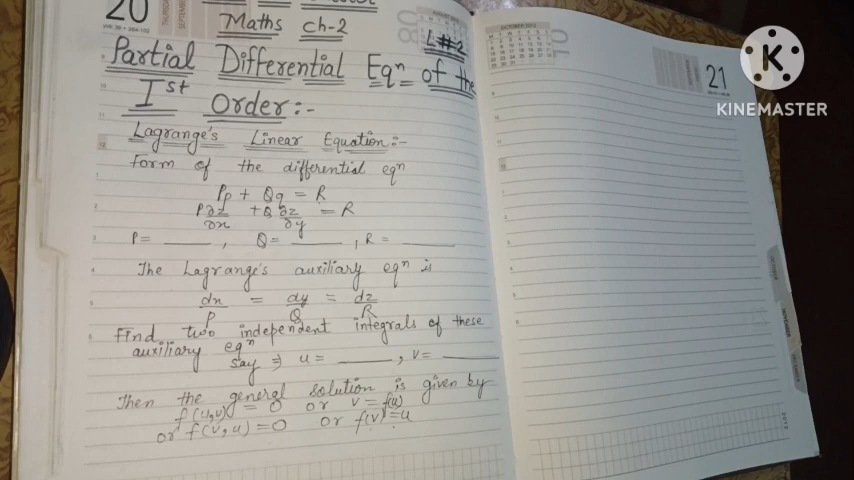 20
Maths ch-2
L#2
Partial Differential Eqn of the
Ist Order:-
Lagrange's Linear Equation:-
Form of the differential eqn
Pp + Qq = R
P ∂z/∂x + Q ∂z/∂y = R
P = ____ , Q = ____ , R = ____
The Lagrange's auxiliary eqn is
dx/P = dy/Q = dz/R
Find two independent integrals of these
auxiliary eqn
say ⇒ u = ____ , v = ____
Then the general solution is given by
f(u,v) = 0 or v = f(u)
or f(v,u) = 0 or f(v) = u
OCTOBER 2012
10
21
KINEMASTER